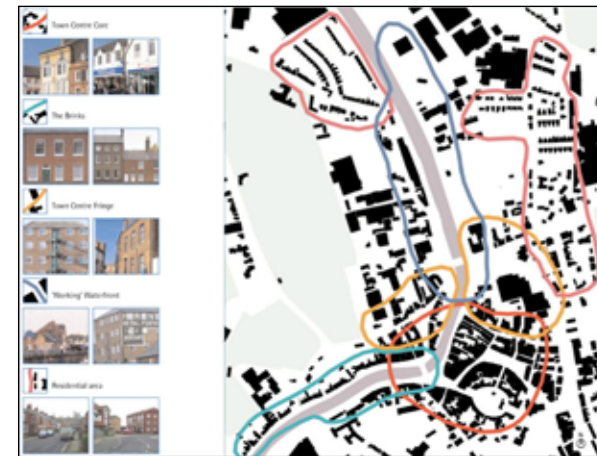 Town Centre Core
The Brinks
Town Centre Fringe
'Working' Waterfront
Residential area